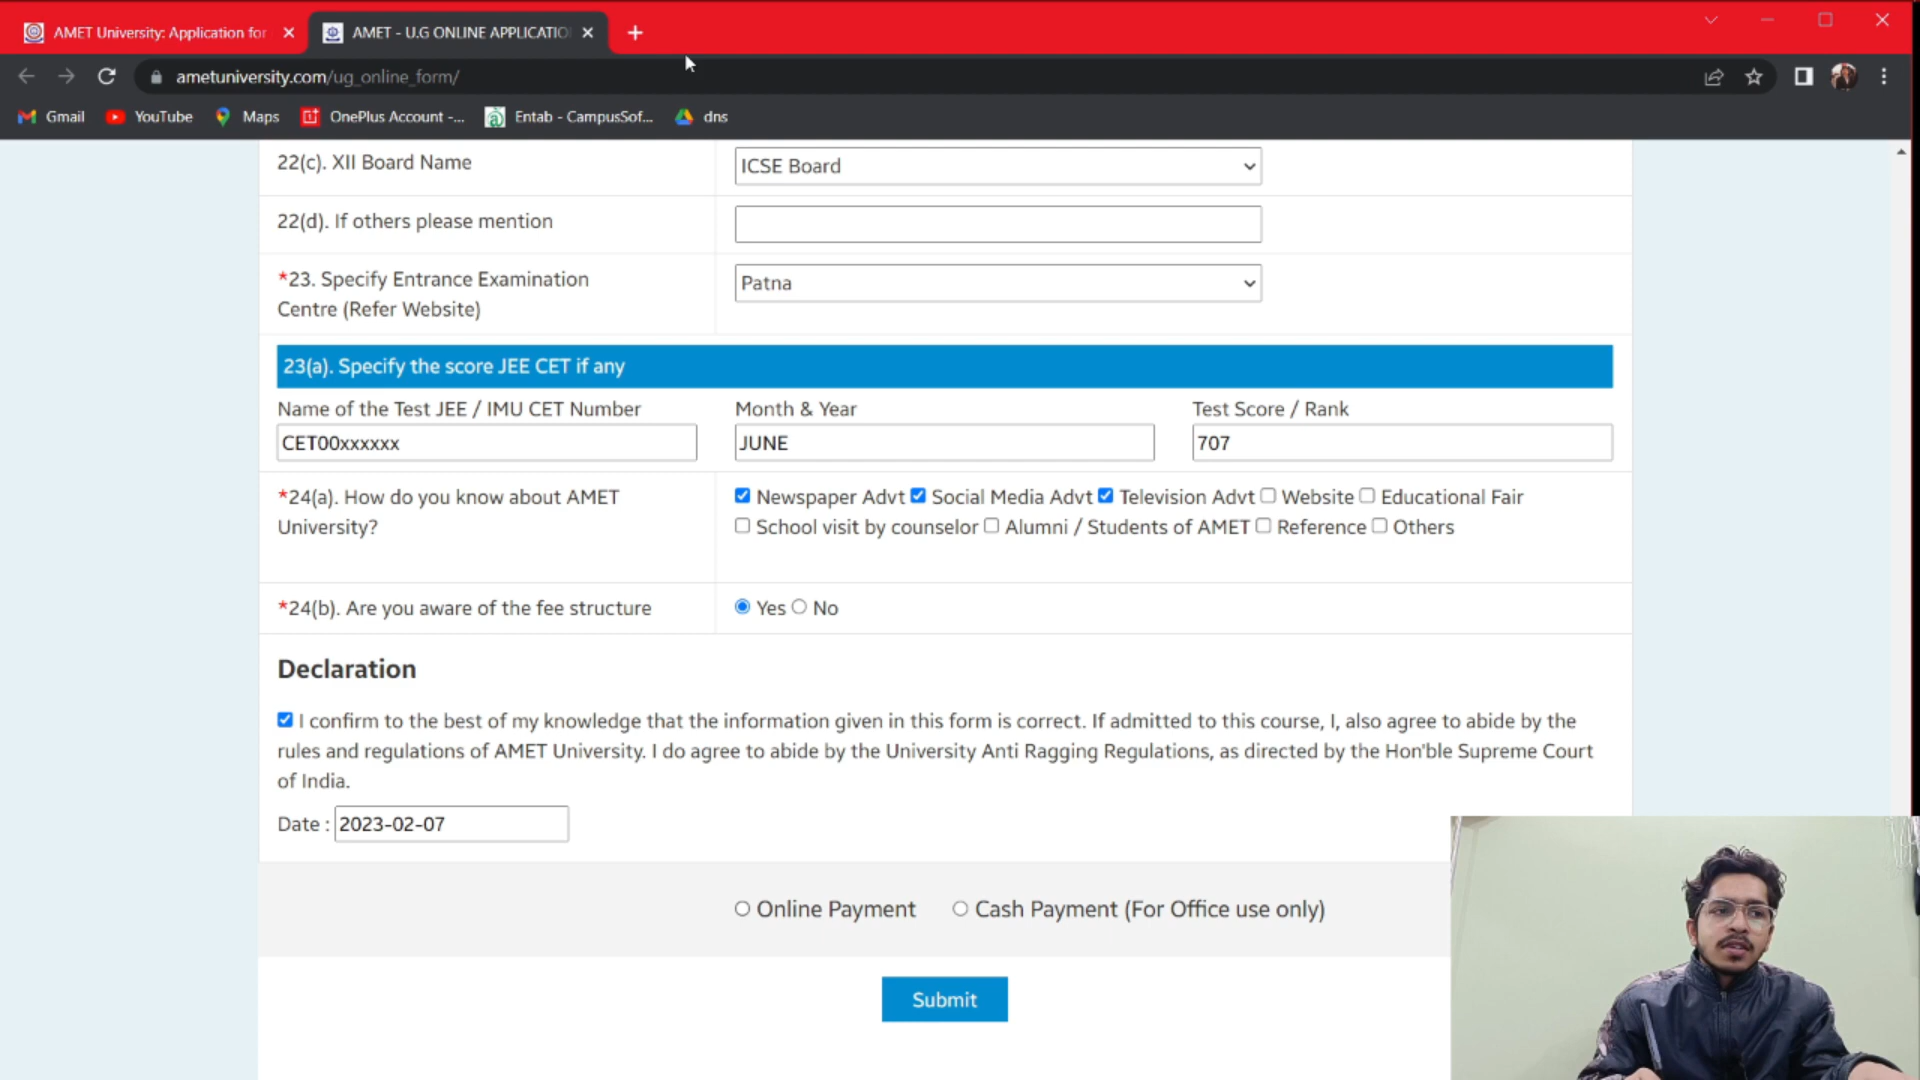 AMET University: Application for
AMET - U.G ONLINE APPLICATIO
ametuniversity.com/ug_online_form/
Gmail YouTube Maps OnePlus Account -... Entab - CampusSof... dns
22(c). XII Board Name
ICSE Board
22(d). If others please mention
*23. Specify Entrance Examination
Centre (Refer Website)
Patna
23(a). Specify the score JEE CET if any
Name of the Test JEE / IMU CET Number Month & Year Test Score / Rank
CET00xxxxxx JUNE 707
*24(a). How do you know about AMET
University?
Newspaper Advt Social Media Advt Television Advt Website Educational Fair
School visit by counselor Alumni / Students of AMET Reference Others
*24(b). Are you aware of the fee structure
Yes No
Declaration
I confirm to the best of my knowledge that the information given in this form is correct. If admitted to this course, I, also agree to abide by the
rules and regulations of AMET University. I do agree to abide by the University Anti Ragging Regulations, as directed by the Hon'ble Supreme Court
of India.
Date : 2023-02-07
Online Payment Cash Payment (For Office use only)
Submit